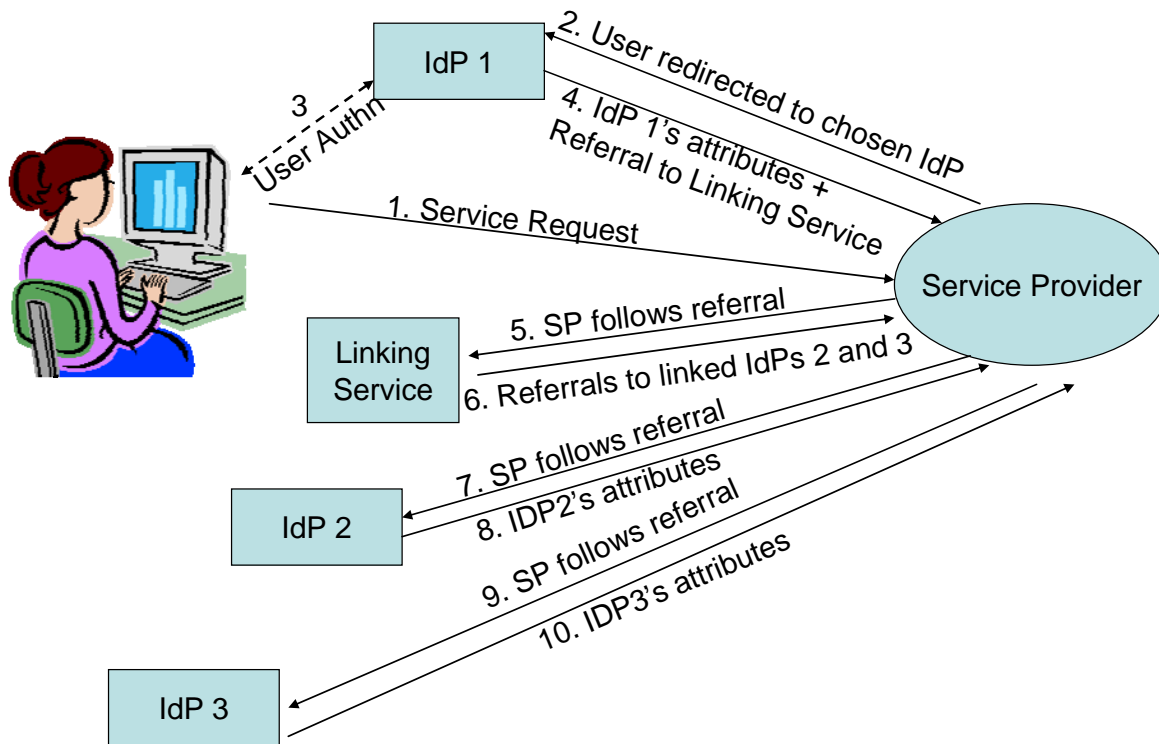 IdP 1
2. User redirected to chosen IdP
3
User Authn
4. IdP 1's attributes +
Referral to Linking Service
1. Service Request
Service Provider
5. SP follows referral
Linking
Service
6. Referrals to linked IdPs 2 and 3
7. SP follows referral
IdP 2
8. IDP2's attributes
9. SP follows referral
10. IDP3's attributes
IdP 3